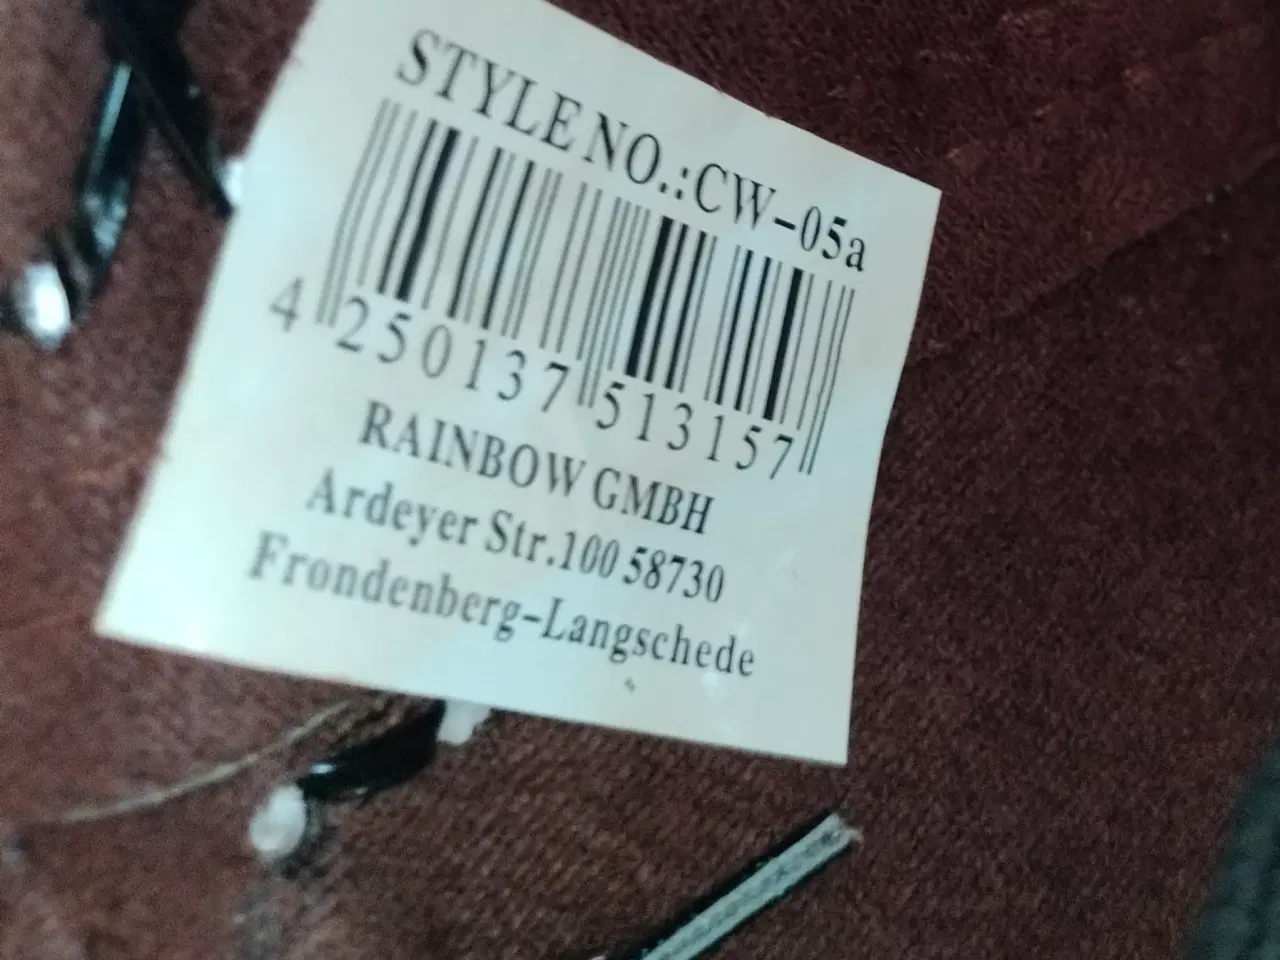 STYLE NO.:CW-05a
4 250137 513157
RAINBOW GMBH
Ardeyer Str.100 58730
Frondenberg-Langschede